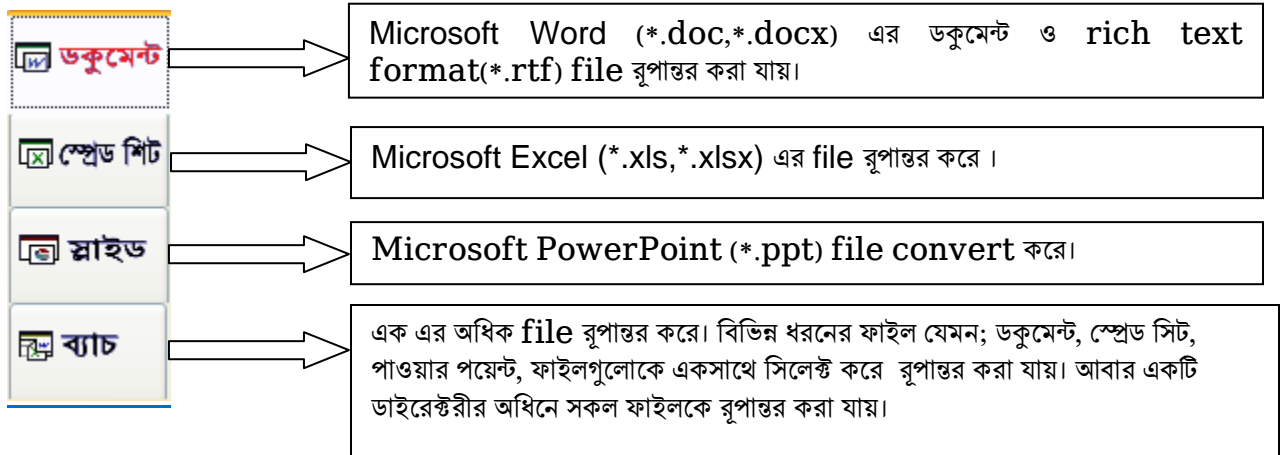 ডকুমেন্ট
Microsoft Word (*.doc,*.docx) এর ডকুমেন্ট ও rich text
format(*.rtf) file রূপান্তর করা যায়।
স্প্রেড শিট
Microsoft Excel (*.xls,*.xlsx) এর file রূপান্তর করে ।
স্লাইড
Microsoft PowerPoint (*.ppt) file convert করে।
ব্যাচ
এক এর অধিক file রূপান্তর করে। বিভিন্ন ধরনের ফাইল যেমন; ডকুমেন্ট, স্প্রেড সিট,
পাওয়ার পয়েন্ট, ফাইলগুলোকে একসাথে সিলেক্ট করে রূপান্তর করা যায়। আবার একটি
ডাইরেক্টরীর অধিনে সকল ফাইলকে রূপান্তর করা যায়।